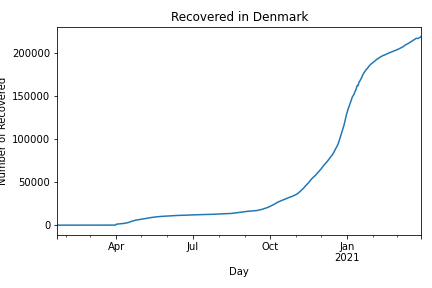 Recovered in Denmark
200000
150000
100000
50000
0
Number of Recovered
Apr
Jul
Oct
Jan
2021
Day